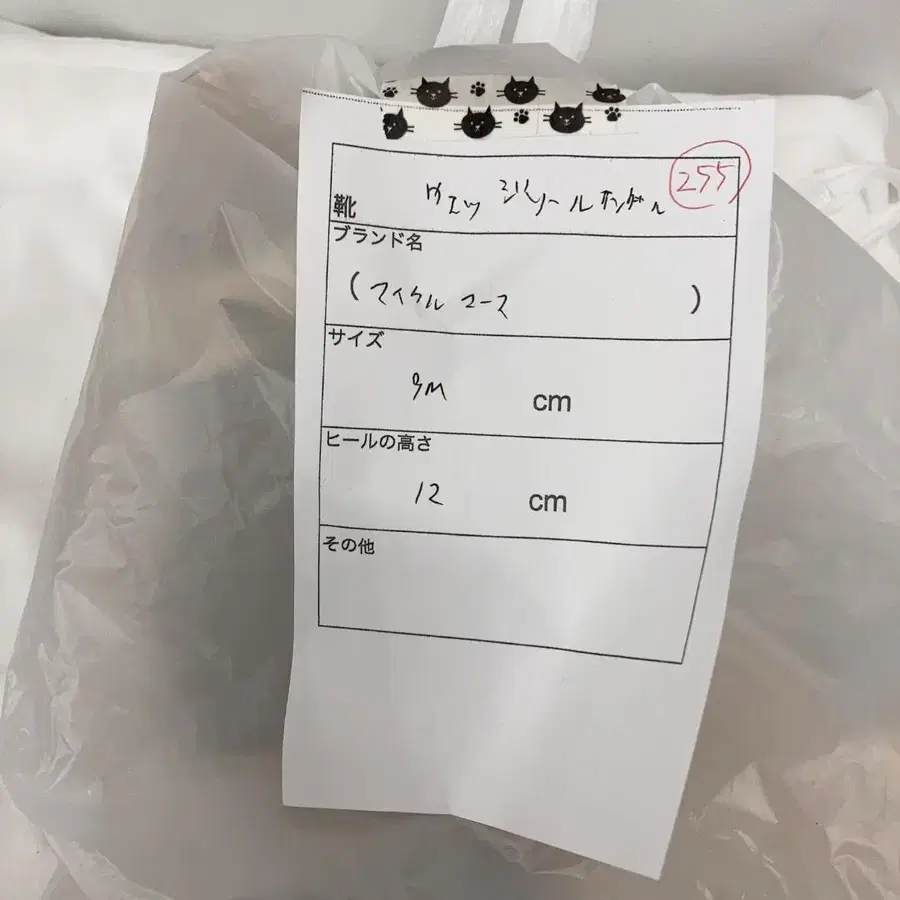 255
靴 ウエッジソールサンダル
ブランド名
(マイケルコース )
サイズ
9M cm
ヒールの高さ
12 cm
その他